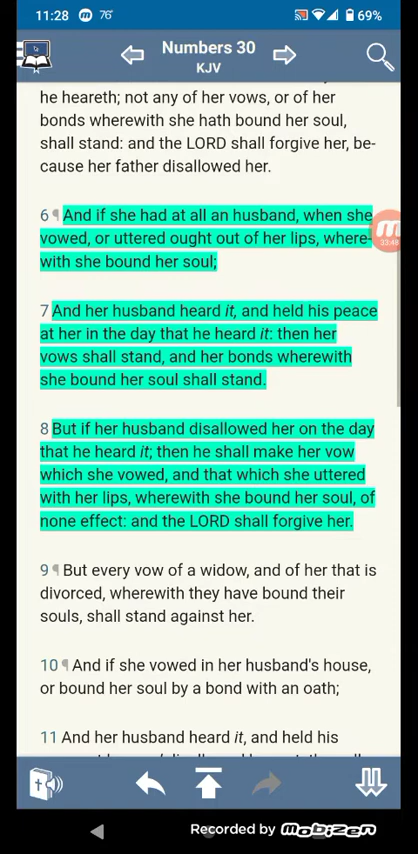 11:28 76° 69%
Numbers 30
KJV
he heareth; not any of her vows, or of her
bonds wherewith she hath bound her soul,
shall stand: and the LORD shall forgive her, be-
cause her father disallowed her.
6 ¶ And if she had at all an husband, when she
vowed, or uttered ought out of her lips, where-
with she bound her soul;
33:48
7 And her husband heard it, and held his peace
at her in the day that he heard it: then her
vows shall stand, and her bonds wherewith
she bound her soul shall stand.
8 But if her husband disallowed her on the day
that he heard it; then he shall make her vow
which she vowed, and that which she uttered
with her lips, wherewith she bound her soul, of
none effect: and the LORD shall forgive her.
9 ¶ But every vow of a widow, and of her that is
divorced, wherewith they have bound their
souls, shall stand against her.
10 ¶ And if she vowed in her husband's house,
or bound her soul by a bond with an oath;
11 And her husband heard it, and held his
Recorded by mobizen